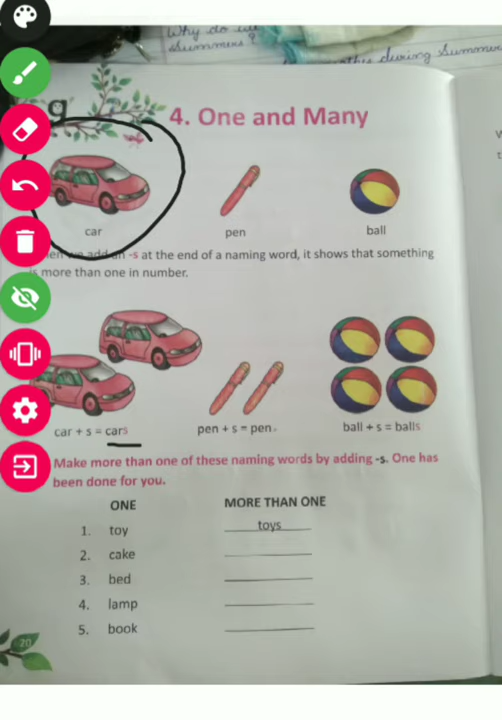 Why do we
Summers?
during Summer
g
4. One and Many
car
pen
ball
-s at the end of a naming word, it shows that something
is more than one in number.
car + s = cars
pen + s = pen
ball + s = balls
Make more than one of these naming words by adding -s. One has
been done for you.
ONE
MORE THAN ONE
1. toy toys
2. cake
3. bed
4. lamp
5. book
20